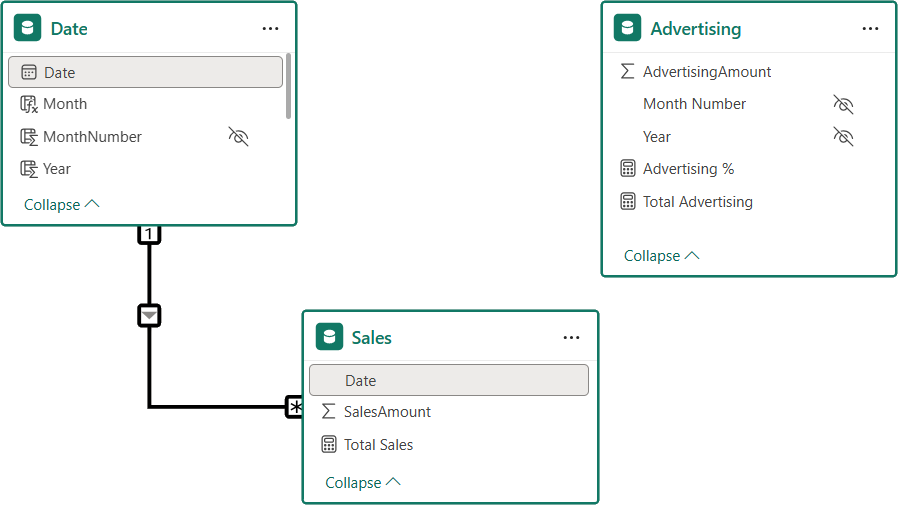 Date
...
Date
Month
MonthNumber
Year
Collapse
1
*
Advertising
...
AdvertisingAmount
Month Number
Year
Advertising %
Total Advertising
Collapse
Sales
...
Date
SalesAmount
Total Sales
Collapse